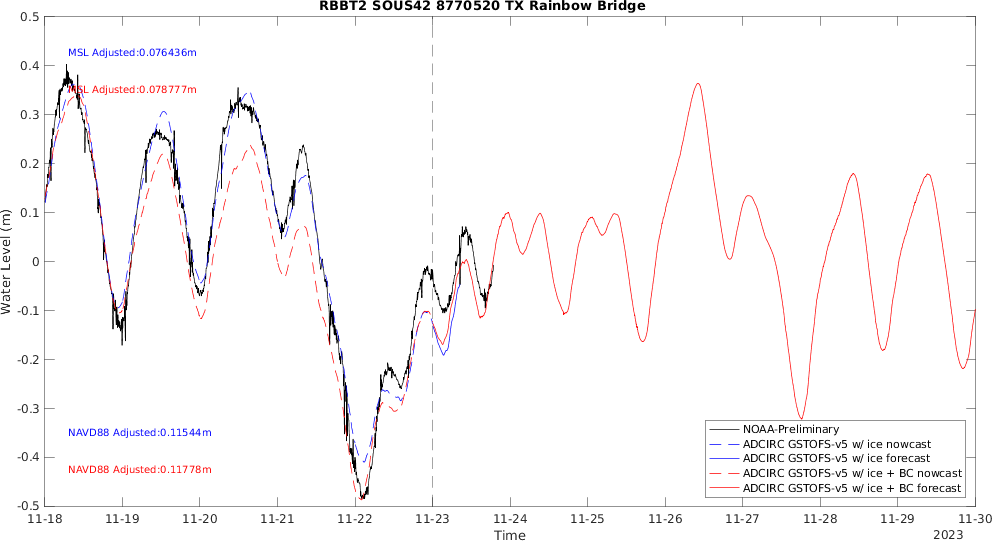 RBBT2 SOUS42 8770520 TX Rainbow Bridge
0.5
0.4
0.3
0.2
0.1
0
-0.1
-0.2
-0.3
-0.4
-0.5
Water Level (m)
MSL Adjusted:0.076436m
MSL Adjusted:0.078777m
NAVD88 Adjusted:0.11544m
NAVD88 Adjusted:0.11778m
NOAA-Preliminary
ADCIRC GSTOFS-v5 w/ ice nowcast
ADCIRC GSTOFS-v5 w/ ice forecast
ADCIRC GSTOFS-v5 w/ ice + BC nowcast
ADCIRC GSTOFS-v5 w/ ice + BC forecast
11-18 11-19 11-20 11-21 11-22 11-23 11-24 11-25 11-26 11-27 11-28 11-29 11-30
Time
2023